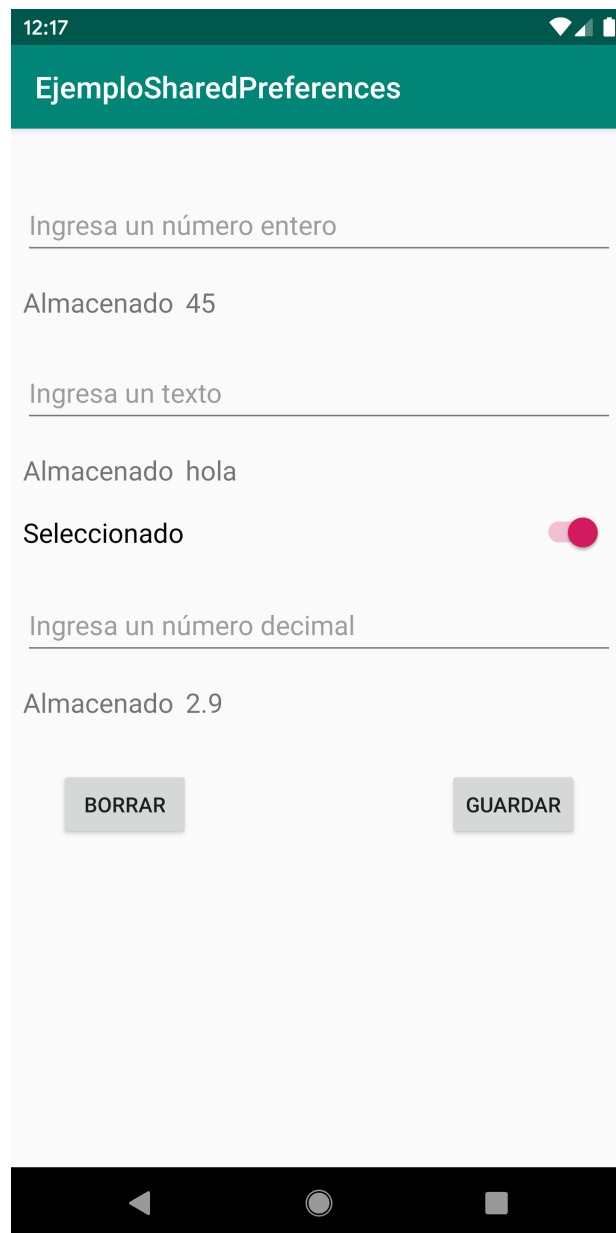 12:17
EjemploSharedPreferences
Ingresa un número entero
Almacenado 45
Ingresa un texto
Almacenado hola
Seleccionado
Ingresa un número decimal
Almacenado 2.9
BORRAR GUARDAR